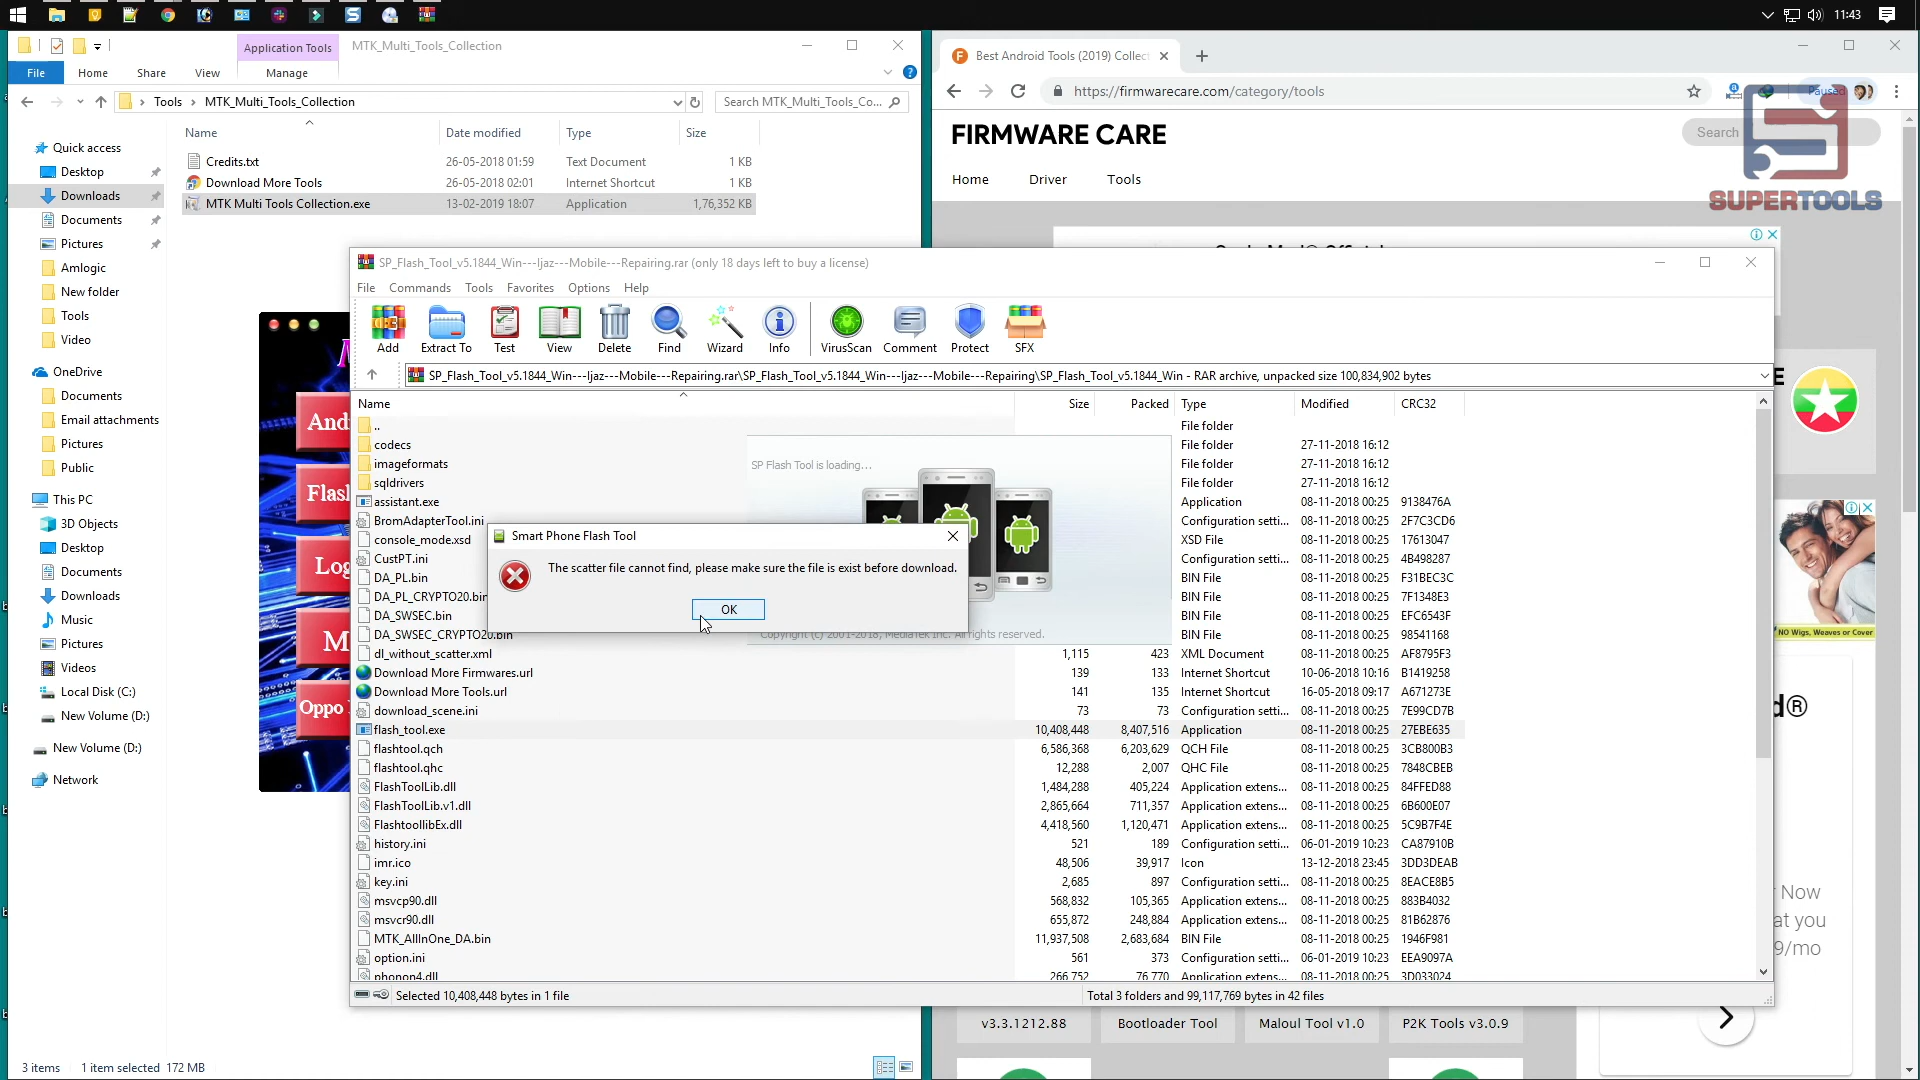 11:43
Application Tools
MTK_Multi_Tools_Collection
File
Home
Share
View
Manage
Tools
MTK_Multi_Tools_Collection
Search MTK_Multi_Tools_Co...
Name
Date modified
Type
Size
Credits.txt
26-05-2018 01:59
Text Document
1 KB
Download More Tools
26-05-2018 02:01
Internet Shortcut
1 KB
MTK Multi Tools Collection.exe
13-02-2019 18:07
Application
1,76,352 KB
Quick access
Desktop
Downloads
Documents
Pictures
Amlogic
New folder
Tools
Video
OneDrive
Documents
Email attachments
Pictures
Public
This PC
3D Objects
Desktop
Documents
Downloads
Music
Pictures
Videos
Local Disk (C:)
New Volume (D:)
New Volume (D:)
Network
3 items
1 item selected
172 MB
Best Android Tools (2019) Collec
https://firmwarecare.com/category/tools
Paused
FIRMWARE CARE
Search
Home
Driver
Tools
SUPERTOOLS
SP_Flash_Tool_v5.1844_Win---Ijaz---Mobile---Repairing.rar (only 18 days left to buy a license)
File
Commands
Tools
Favorites
Options
Help
Add
Extract To
Test
View
Delete
Find
Wizard
Info
VirusScan
Comment
Protect
SFX
SP_Flash_Tool_v5.1844_Win---Ijaz---Mobile---Repairing.rar\SP_Flash_Tool_v5.1844_Win---Ijaz---Mobile---Repairing\SP_Flash_Tool_v5.1844_Win - RAR archive, unpacked size 100,834,902 bytes
Name
Size
Packed
Type
Modified
CRC32
..
File folder
codecs
File folder
27-11-2018 16:12
imageformats
File folder
27-11-2018 16:12
sqldrivers
File folder
27-11-2018 16:12
assistant.exe
Application
08-11-2018 00:25
9138476A
BromAdapterTool.ini
Configuration setti...
08-11-2018 00:25
2F7C3CD6
console_mode.xsd
XSD File
08-11-2018 00:25
17613047
CustPT.ini
Configuration setti...
08-11-2018 00:25
4B498287
DA_PL.bin
BIN File
08-11-2018 00:25
F31BEC3C
DA_PL_CRYPTO20.bin
BIN File
08-11-2018 00:25
7F1348E3
DA_SWSEC.bin
BIN File
08-11-2018 00:25
EFC6543F
DA_SWSEC_CRYPTO20.bin
BIN File
08-11-2018 00:25
98541168
dl_without_scatter.xml
1,115
423
XML Document
08-11-2018 00:25
AF8795F3
Download More Firmwares.url
139
133
Internet Shortcut
10-06-2018 10:16
B1419258
Download More Tools.url
141
135
Internet Shortcut
16-05-2018 09:17
A671273E
download_scene.ini
73
73
Configuration setti...
08-11-2018 00:25
7E99CD7B
flash_tool.exe
10,408,448
8,407,516
Application
08-11-2018 00:25
27EBE635
flashtool.qch
6,586,368
6,203,629
QCH File
08-11-2018 00:25
3CB800B3
flashtool.qhc
12,288
2,007
QHC File
08-11-2018 00:25
7848CBEB
FlashToolLib.dll
1,484,288
405,224
Application extens...
08-11-2018 00:25
84FFED88
FlashToolLib.v1.dll
2,865,664
711,357
Application extens...
08-11-2018 00:25
6B600E07
FlashtoollibEx.dll
4,418,560
1,120,471
Application extens...
08-11-2018 00:25
5C9B7F4E
history.ini
521
189
Configuration setti...
06-01-2019 10:23
CA87910B
imr.ico
48,506
39,917
Icon
13-12-2018 23:45
3DD3DEAB
key.ini
2,685
897
Configuration setti...
08-11-2018 00:25
8EACE8B5
msvcp90.dll
568,832
105,365
Application extens...
08-11-2018 00:25
883B4032
msvcr90.dll
655,872
248,884
Application extens...
08-11-2018 00:25
81B62876
MTK_AllInOne_DA.bin
11,937,508
2,683,684
BIN File
08-11-2018 00:25
1946F981
option.ini
561
373
Configuration setti...
06-01-2019 10:23
EEA9097A
phonon4.dll
266,752
76,770
Application extens...
08-11-2018 00:25
3D033024
Selected 10,408,448 bytes in 1 file
Total 3 folders and 99,117,769 bytes in 42 files
SP Flash Tool is loading...
Copyright (c) 2001-2018, MediaTek Inc. All rights reserved.
Smart Phone Flash Tool
The scatter file cannot find, please make sure the file is exist before download.
OK
Oppo
*NO Wigs, Weaves or Cover
d®
Now
at you
9/mo
v3.3.1212.88
Bootloader Tool
Maloul Tool v1.0
P2K Tools v3.0.9